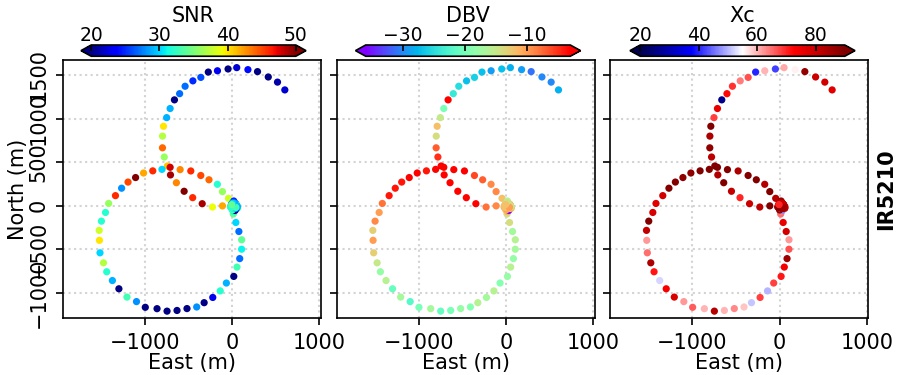 SNR DBV Xc
20 30 40 50 −30 −20 −10 20 40 60 80
North (m)
1500
1000
500
0
−500
−1000
IR5210
−1000 0 1000 −1000 0 1000 −1000 0 1000
East (m) East (m) East (m)